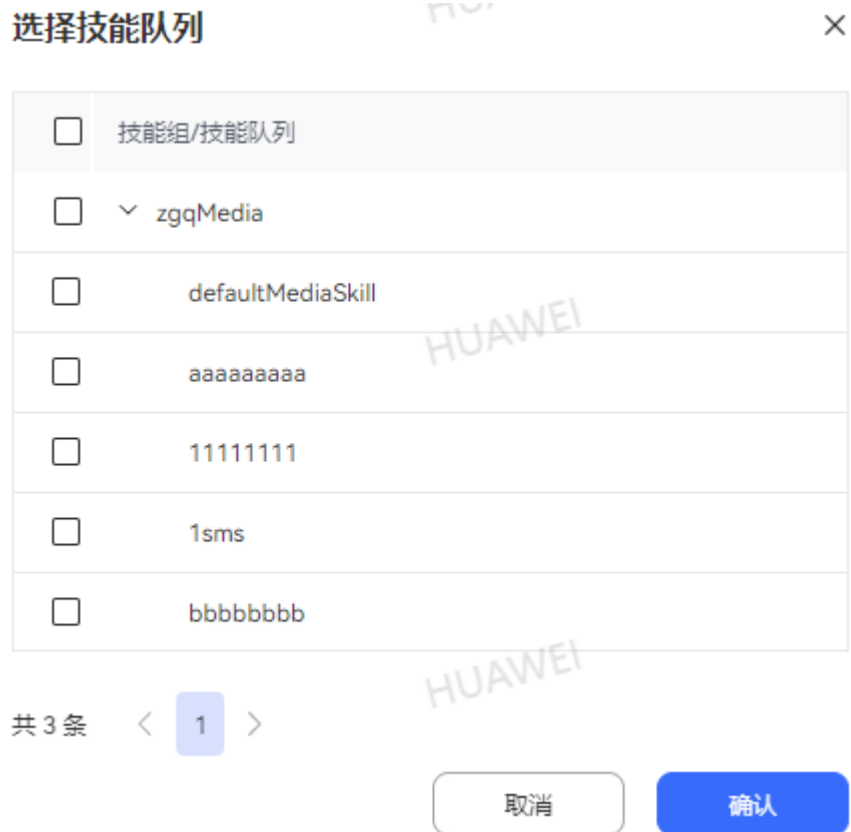 选择技能队列
技能组/技能队列
zgqMedia
defaultMediaSkill
HUAWEI
aaaaaaaaa
11111111
1sms
bbbbbbbb
HUAWEI
共 3 条
1
取消
确认